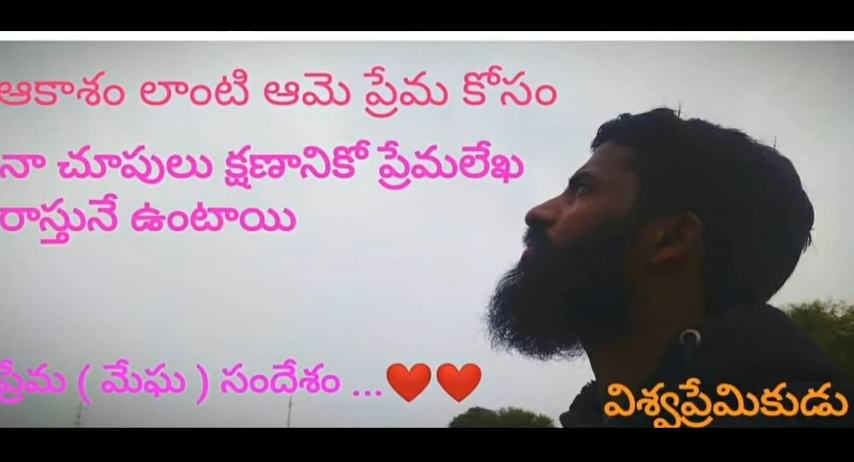 ఆకాశం లాంటి ఆమె ప్రేమ కోసం
నా చూపులు క్షణానికో ప్రేమలేఖ
రాస్తునే ఉంటాయి
ప్రేమ ( మేఘ ) సందేశం ...❤️❤️
విశ్వప్రేమికుడు